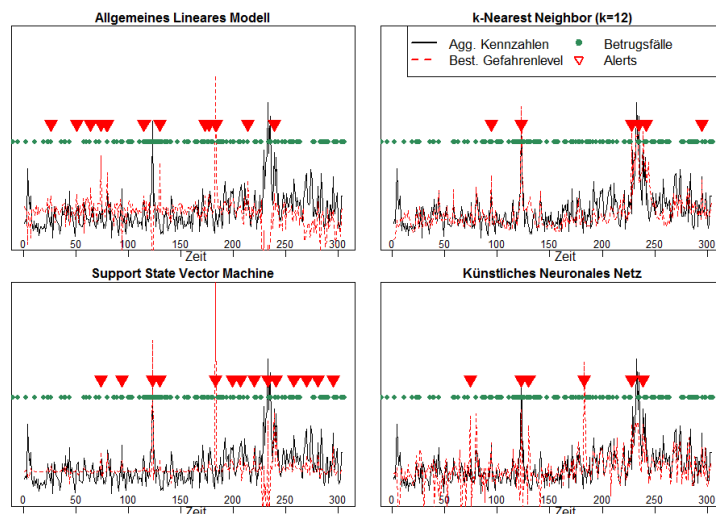 Allgemeines Lineares Modell
0 50 100 150 200 250 300
Zeit
k-Nearest Neighbor (k=12)
Agg. Kennzahlen
Best. Gefahrenlevel
Betrugsfälle
Alerts
0 50 100 150 200 250 300
Zeit
Support State Vector Machine
0 50 100 150 200 250 300
Zeit
Künstliches Neuronales Netz
0 50 100 150 200 250 300
Zeit